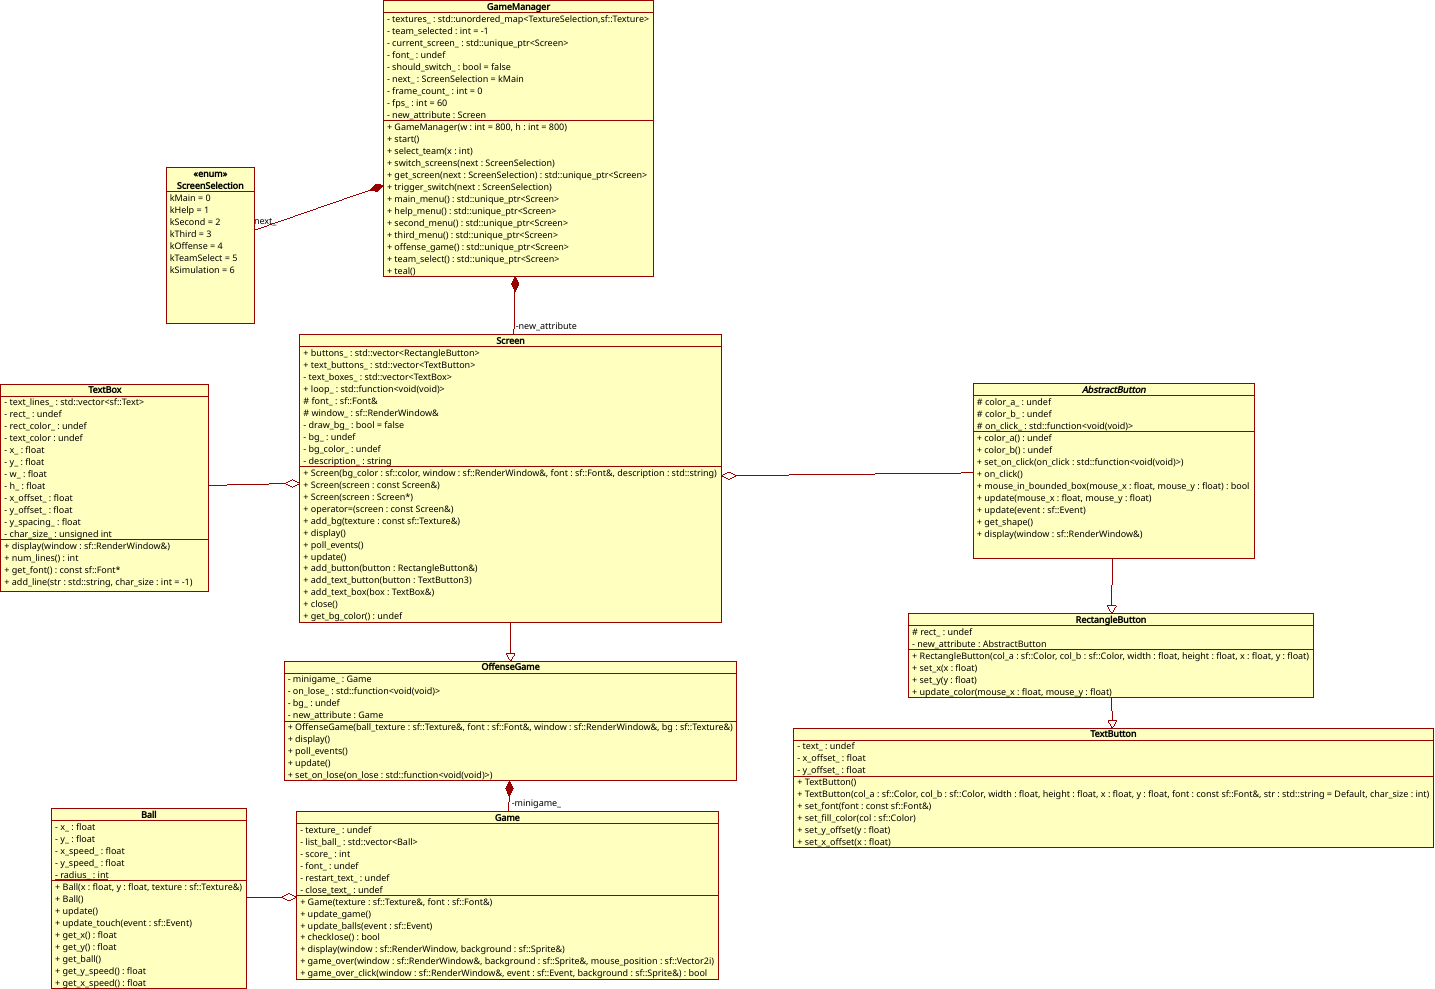 GameManager
- textures_ : std::unordered_map<TextureSelection,sf::Texture>
- team_selected : int = -1
- current_screen_ : std::unique_ptr<Screen>
- font_ : undef
- should_switch_ : bool = false
- next_ : ScreenSelection = kMain
- frame_count_ : int = 0
- fps_ : int = 60
- new_attribute : Screen
+ GameManager(w : int = 800, h : int = 800)
+ start()
+ select_team(x : int)
+ switch_screens(next : ScreenSelection)
+ get_screen(next : ScreenSelection) : std::unique_ptr<Screen>
+ trigger_switch(next : ScreenSelection)
+ main_menu() : std::unique_ptr<Screen>
+ help_menu() : std::unique_ptr<Screen>
+ second_menu() : std::unique_ptr<Screen>
+ third_menu() : std::unique_ptr<Screen>
+ offense_game() : std::unique_ptr<Screen>
+ team_select() : std::unique_ptr<Screen>
+ teal()
«enum»
ScreenSelection
kMain = 0
kHelp = 1
kSecond = 2
kThird = 3
kOffense = 4
kTeamSelect = 5
kSimulation = 6
next_
-new_attribute
Screen
+ buttons_ : std::vector<RectangleButton>
+ text_buttons_ : std::vector<TextButton>
- text_boxes_ : std::vector<TextBox>
+ loop_ : std::function<void(void)>
# font_ : sf::Font&
# window_ : sf::RenderWindow&
- draw_bg_ : bool = false
- bg_ : undef
- bg_color_ : undef
- description_ : string
+ Screen(bg_color : sf::color, window : sf::RenderWindow&, font : sf::Font&, description : std::string)
+ Screen(screen : const Screen&)
+ Screen(screen : Screen*)
+ operator=(screen : const Screen&)
+ add_bg(texture : const sf::Texture&)
+ display()
+ poll_events()
+ update()
+ add_button(button : RectangleButton&)
+ add_text_button(button : TextButton3)
+ add_text_box(box : TextBox&)
+ close()
+ get_bg_color() : undef
TextBox
- text_lines_ : std::vector<sf::Text>
- rect_ : undef
- rect_color_ : undef
- text_color : undef
- x_ : float
- y_ : float
- w_ : float
- h_ : float
- x_offset_ : float
- y_offset_ : float
- y_spacing_ : float
- char_size_ : unsigned int
+ display(window : sf::RenderWindow&)
+ num_lines() : int
+ get_font() : const sf::Font*
+ add_line(str : std::string, char_size : int = -1)
AbstractButton
# color_a_ : undef
# color_b_ : undef
# on_click_ : std::function<void(void)>
+ color_a() : undef
+ color_b() : undef
+ set_on_click(on_click : std::function<void(void)>)
+ on_click()
+ mouse_in_bounded_box(mouse_x : float, mouse_y : float) : bool
+ update(mouse_x : float, mouse_y : float)
+ update(event : sf::Event)
+ get_shape()
+ display(window : sf::RenderWindow&)
RectangleButton
# rect_ : undef
- new_attribute : AbstractButton
+ RectangleButton(col_a : sf::Color, col_b : sf::Color, width : float, height : float, x : float, y : float)
+ set_x(x : float)
+ set_y(y : float)
+ update_color(mouse_x : float, mouse_y : float)
TextButton
- text_ : undef
- x_offset_ : float
- y_offset_ : float
+ TextButton()
+ TextButton(col_a : sf::Color, col_b : sf::Color, width : float, height : float, x : float, y : float, font : const sf::Font&, str : std::string = Default, char_size : int)
+ set_font(font : const sf::Font&)
+ set_fill_color(col : sf::Color)
+ set_y_offset(y : float)
+ set_x_offset(x : float)
OffenseGame
- minigame_ : Game
- on_lose_ : std::function<void(void)>
- bg_ : undef
- new_attribute : Game
+ OffenseGame(ball_texture : sf::Texture&, font : sf::Font&, window : sf::RenderWindow&, bg : sf::Texture&)
+ display()
+ poll_events()
+ update()
+ set_on_lose(on_lose : std::function<void(void)>)
-minigame_
Game
- texture_ : undef
- list_ball_ : std::vector<Ball>
- score_ : int
- font_ : undef
- restart_text_ : undef
- close_text_ : undef
+ Game(texture : sf::Texture&, font : sf::Font&)
+ update_game()
+ update_balls(event : sf::Event)
+ checklose() : bool
+ display(window : sf::RenderWindow, background : sf::Sprite&)
+ game_over(window : sf::RenderWindow&, background : sf::Sprite&, mouse_position : sf::Vector2i)
+ game_over_click(window : sf::RenderWindow&, event : sf::Event, background : sf::Sprite&) : bool
Ball
- x_ : float
- y_ : float
- x_speed_ : float
- y_speed_ : float
- radius_ : int
+ Ball(x : float, y : float, texture : sf::Texture&)
+ Ball()
+ update()
+ update_touch(event : sf::Event)
+ get_x() : float
+ get_y() : float
+ get_ball()
+ get_y_speed() : float
+ get_x_speed() : float